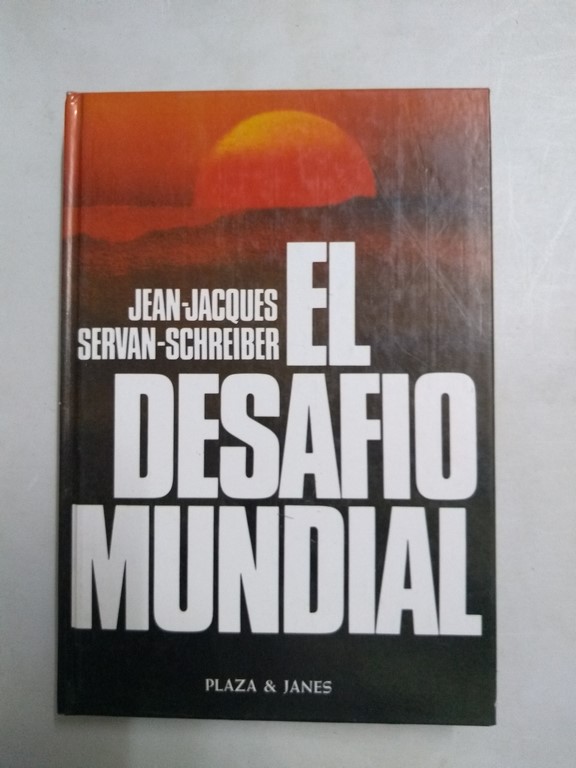 JEAN-JACQUES
SERVAN-SCHREIBER
EL
DESAFIO
MUNDIAL
PLAZA & JANES